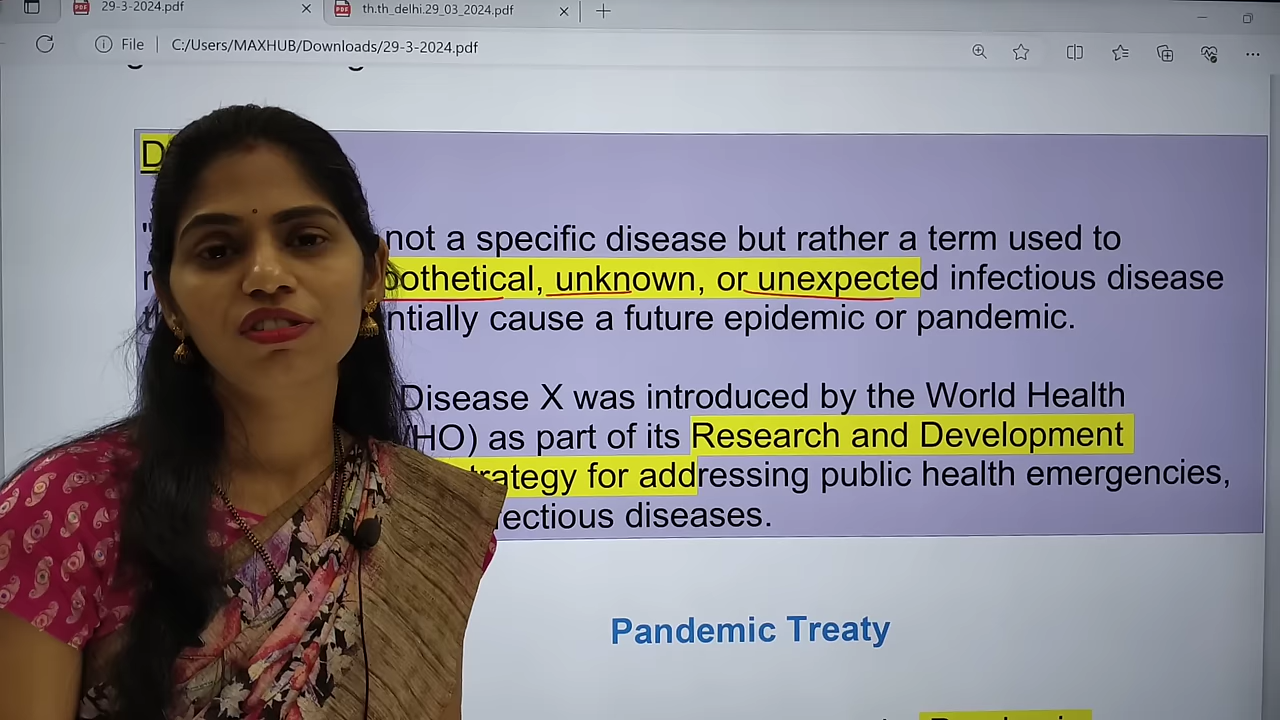 29-3-2024.pdf
th.th_delhi.29_03_2024.pdf
File
C:/Users/MAXHUB/Downloads/29-3-2024.pdf
D
not a specific disease but rather a term used to
pothetical, unknown, or unexpected infectious disease
ntially cause a future epidemic or pandemic.
Disease X was introduced by the World Health
HO) as part of its Research and Development
trategy for addressing public health emergencies,
fectious diseases.
Pandemic Treaty